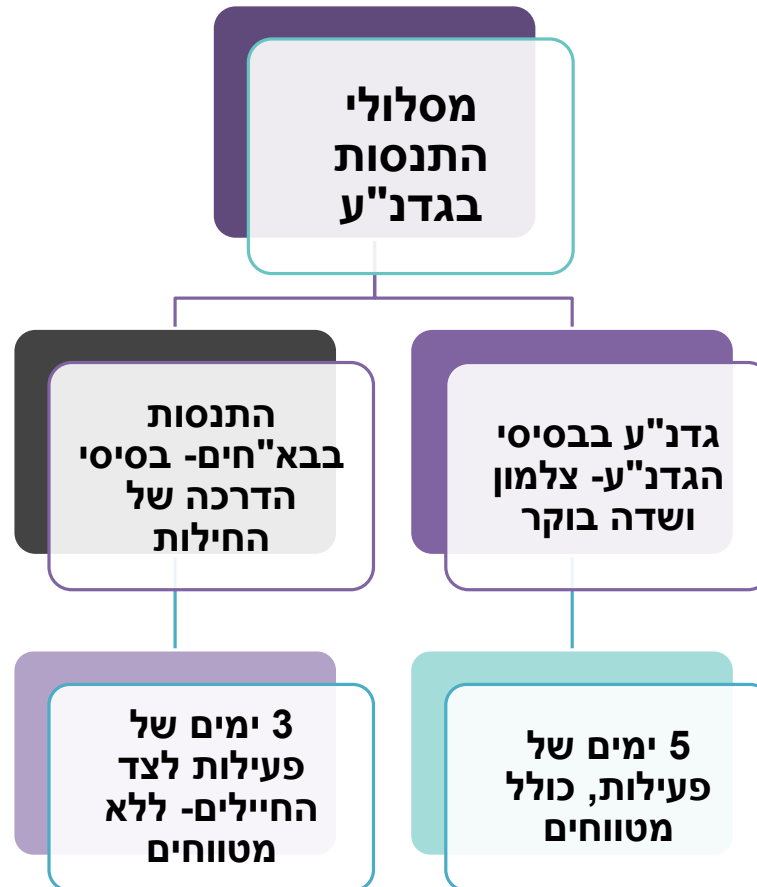 מסלולי
התנסות
בגדנ"ע
גדנ"ע בבסיסי
הגדנ"ע- צלמון
ושדה בוקר
התנסות
בבא"חים- בסיסי
הדרכה של
החילות
5 ימים של
פעילות, כולל
מטווחים
3 ימים של
פעילות לצד
החיילים- ללא
מטווחים